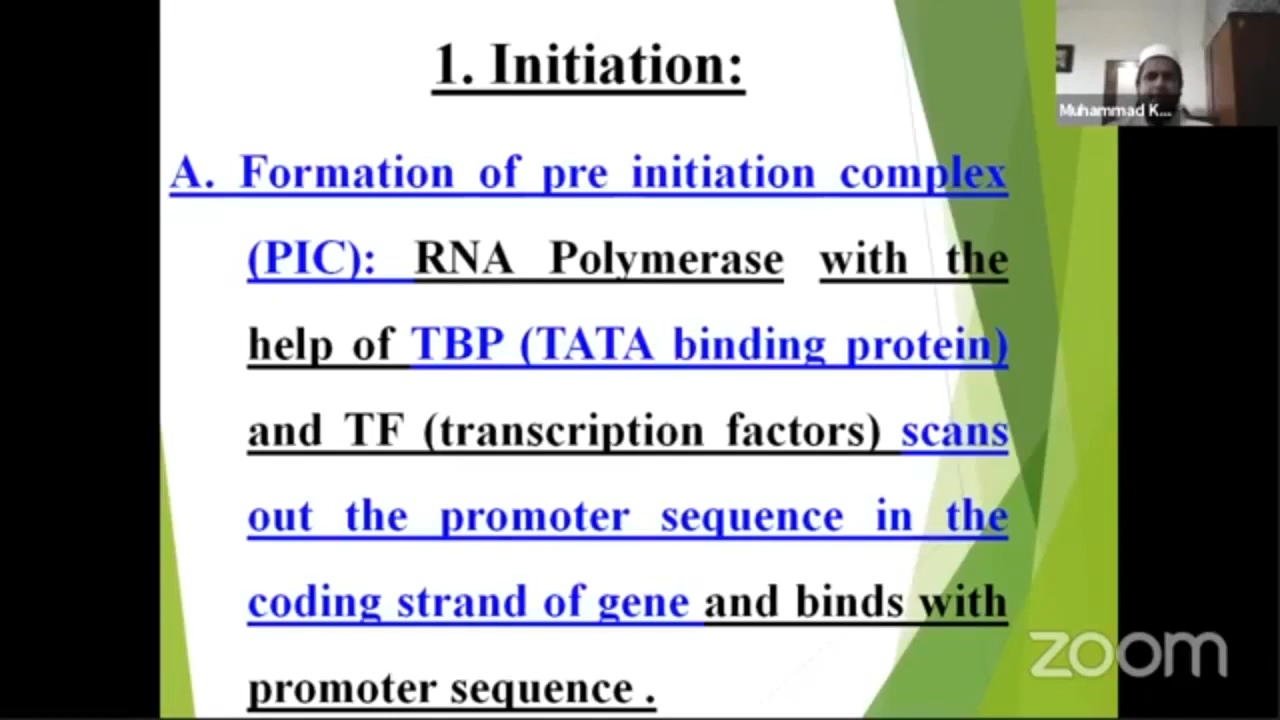 1. Initiation:
A. Formation of pre initiation complex
(PIC): RNA Polymerase with the
help of TBP (TATA binding protein)
and TF (transcription factors) scans
out the promoter sequence in the
coding strand of gene and binds with
promoter sequence .
Muhammad K...
zoom